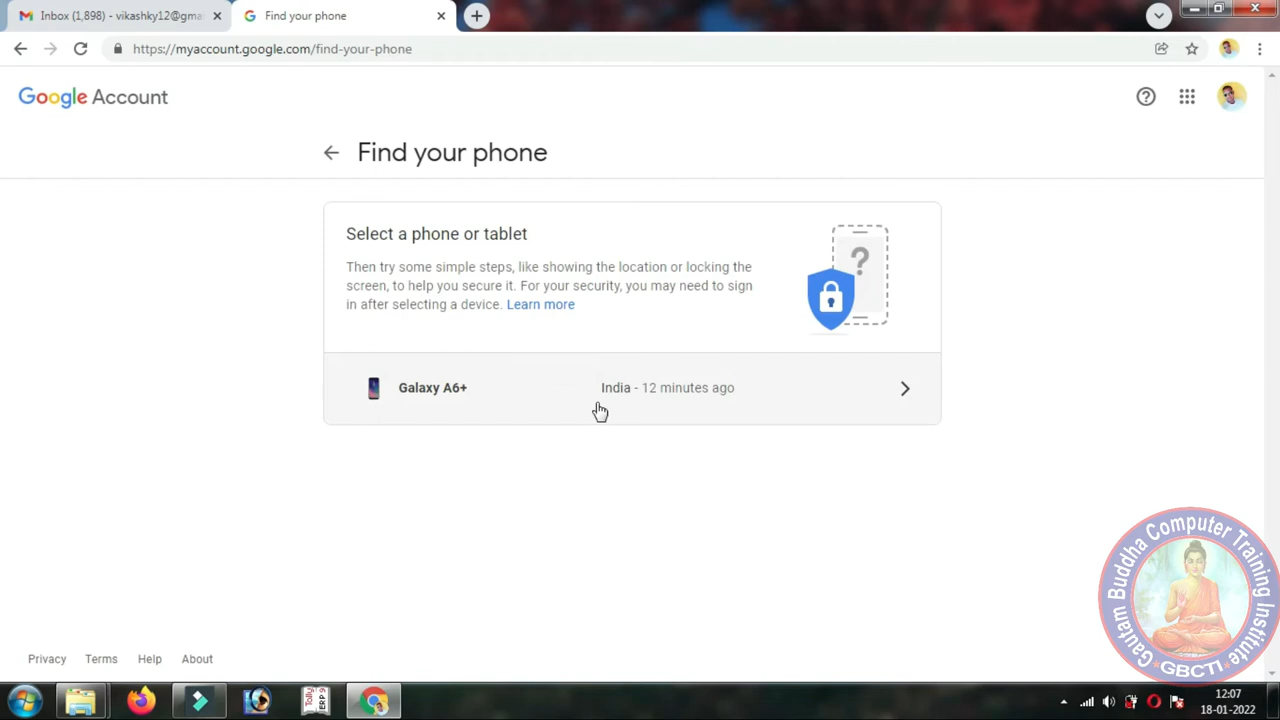 Inbox (1,898) - vikashky12@gma
Find your phone
https://myaccount.google.com/find-your-phone
Google Account
Find your phone
Select a phone or tablet
Then try some simple steps, like showing the location or locking the
screen, to help you secure it. For your security, you may need to sign
in after selecting a device. Learn more
Galaxy A6+
India - 12 minutes ago
Gautam Buddha Computer Training Institute
GBCTI
Privacy
Terms
Help
About
Tally
ERP 9
12:07
18-01-2022